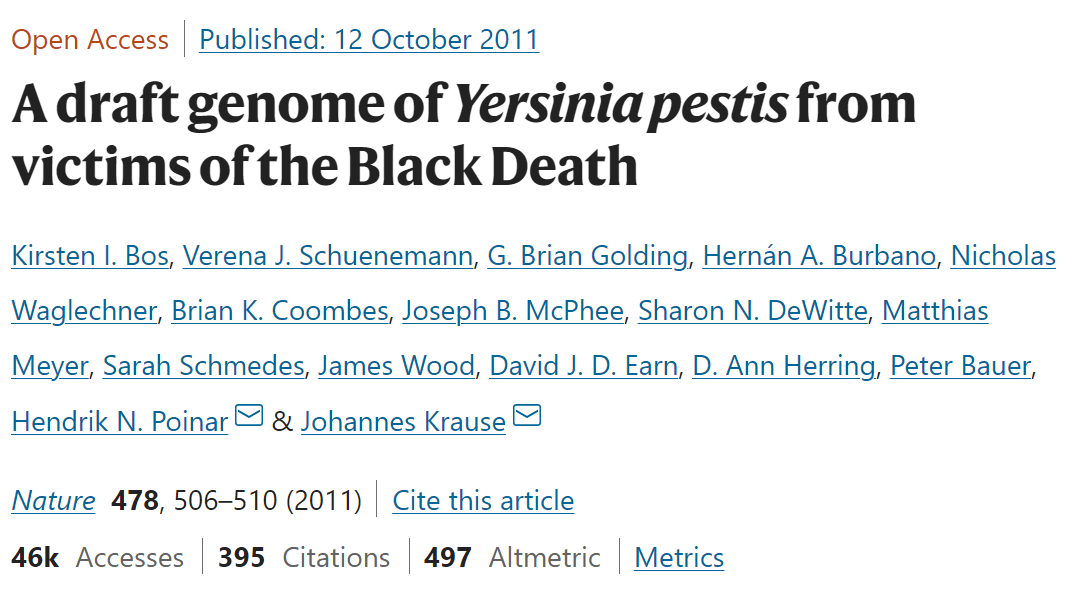 Open Access Published: 12 October 2011
A draft genome of Yersinia pestis from
victims of the Black Death
Kirsten I. Bos, Verena J. Schuenemann, G. Brian Golding, Hernán A. Burbano, Nicholas
Waglechner, Brian K. Coombes, Joseph B. McPhee, Sharon N. DeWitte, Matthias
Meyer, Sarah Schmedes, James Wood, David J. D. Earn, D. Ann Herring, Peter Bauer,
Hendrik N. Poinar & Johannes Krause
Nature 478, 506–510 (2011) Cite this article
46k Accesses 395 Citations 497 Altmetric Metrics